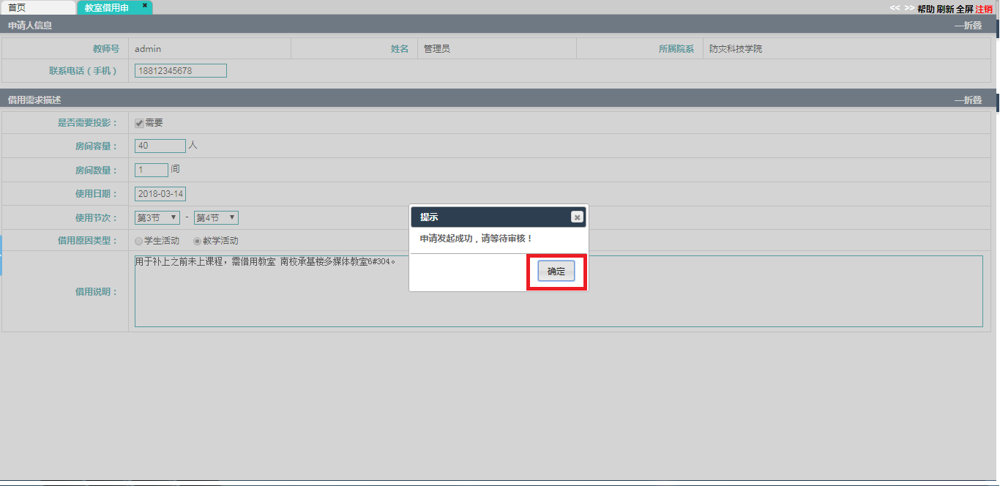 首页 教室借用申 × << >> 帮助 刷新 全屏 注销
申请人信息 —折叠
教师号 admin 姓名 管理员 所属院系 防灾科技学院
联系电话（手机） 18812345678
借用需求描述 —折叠
是否需要投影： 需要
房间容量： 40 人
房间数量： 1 间
使用日期： 2018-03-14
使用节次： 第3节 - 第4节
借用原因类型： 学生活动 教学活动
借用说明： 用于补上之前未上课程，需借用教室 南校承基楼多媒体教室6#304。
提示
申请发起成功，请等待审核！
确定